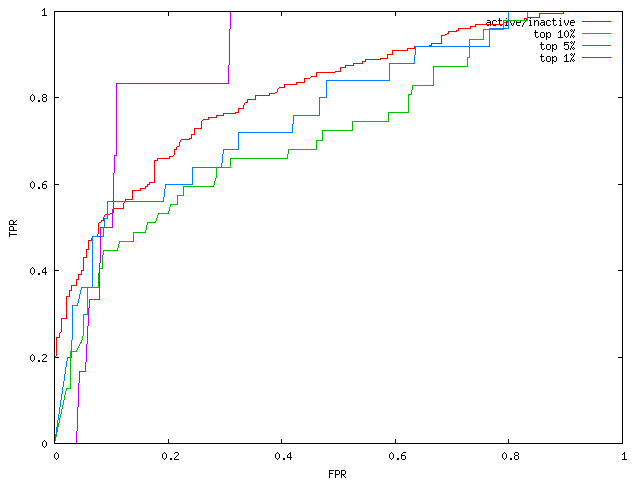 1
active/inactive
top 10%
top 5%
top 1%
0.8
0.6
TPR
0.4
0.2
0
0 0.2 0.4 0.6 0.8 1
FPR